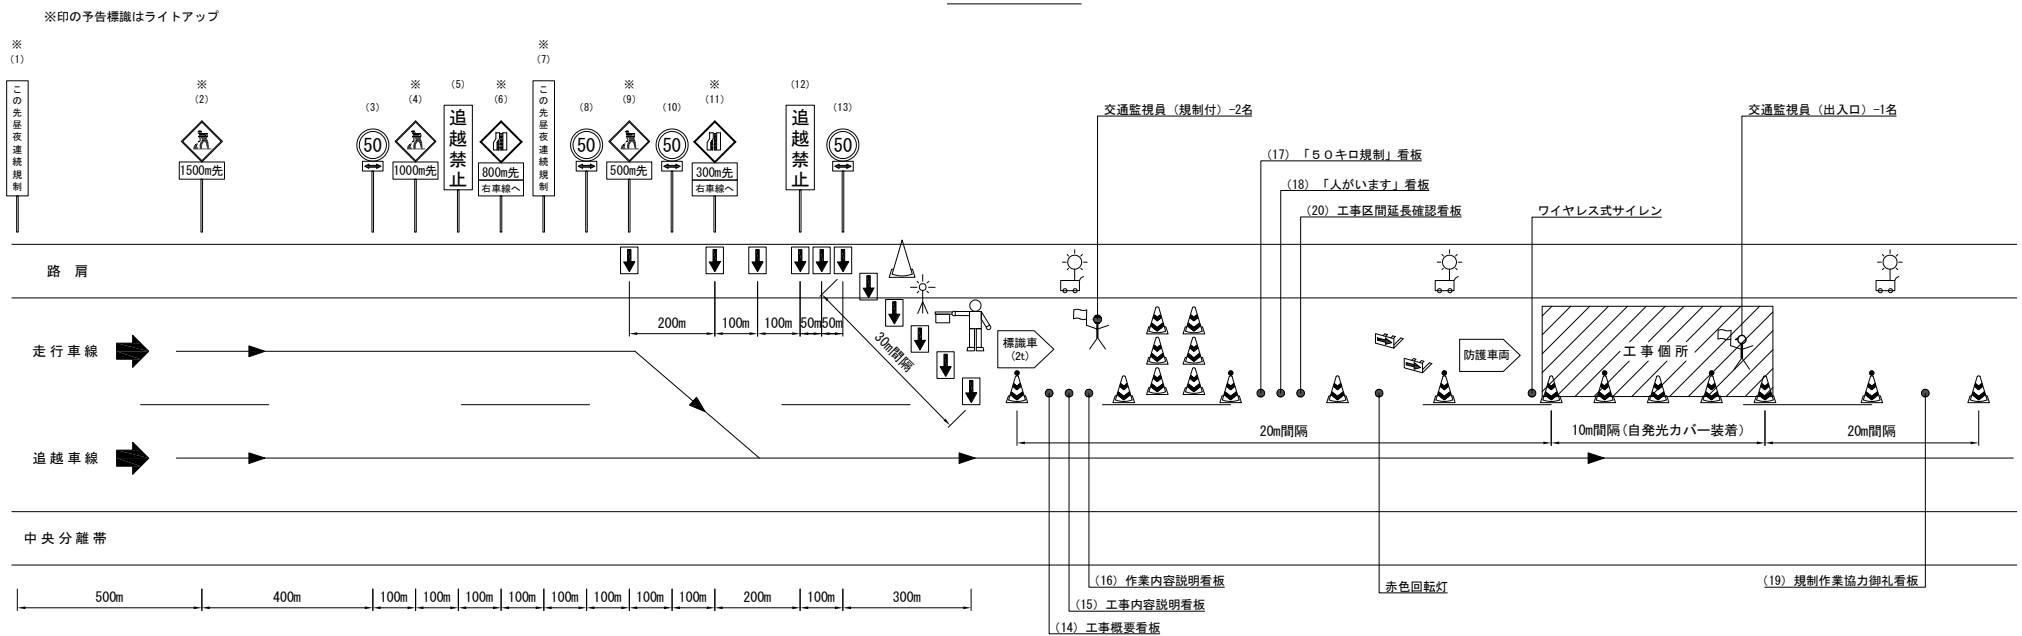 ※印の予告標識はライトアップ
※
(1)
この先昼夜連続規制
※
(2)
1500m先
(3)
50
※
(4)
1000m先
(5)
追越禁止
※
(6)
800m先
右車線へ
※
(7)
この先昼夜連続規制
(8)
50
※
(9)
500m先
(10)
50
※
(11)
300m先
右車線へ
(12)
追越禁止
(13)
50
交通監視員（規制付）-2名
交通監視員（出入口）-1名
(17) 「５０キロ規制」看板
(18) 「人がいます」看板
(20) 工事区間延長確認看板
ワイヤレス式サイレン
路肩
200m
100m
100m
50m
50m
30m間隔
走行車線
標識車
(2t)
防護車両
工事個所
追越車線
20m間隔
10m間隔(自発光カバー装着)
20m間隔
中央分離帯
(16) 作業内容説明看板
(15) 工事内容説明看板
(14) 工事概要看板
赤色回転灯
(19) 規制作業協力御礼看板
500m
400m
100m
100m
100m
100m
100m
100m
100m
100m
200m
100m
300m